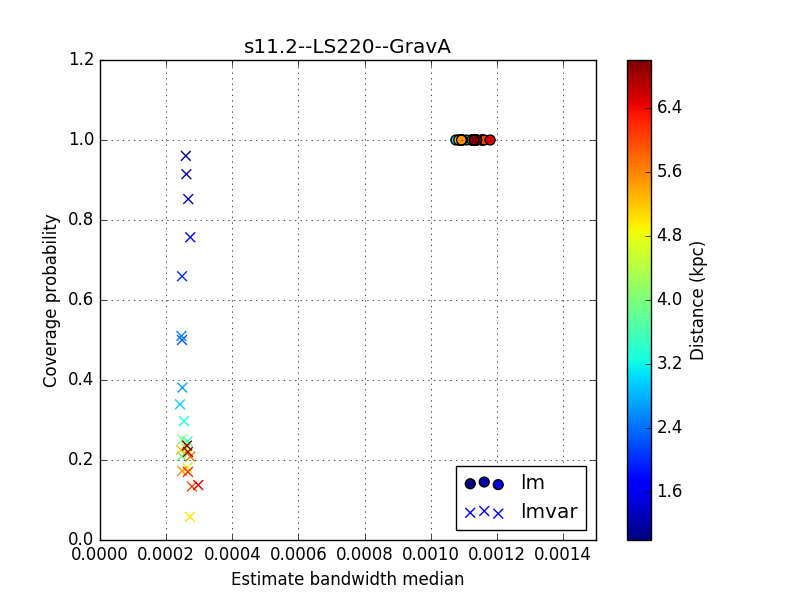 s11.2--LS220--GravA
1.2
1.0
0.8
0.6
0.4
0.2
0.0
Coverage probability
0.0000 0.0002 0.0004 0.0006 0.0008 0.0010 0.0012 0.0014
Estimate bandwidth median
lm
lmvar
6.4
5.6
4.8
4.0
3.2
2.4
1.6
Distance (kpc)